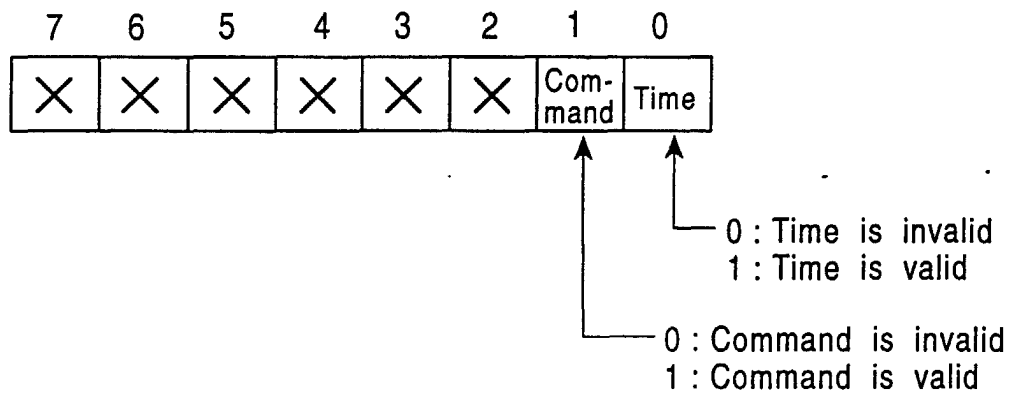 7 6 5 4 3 2 1 0
X X X X X X Com-
mand Time
0 : Time is invalid
1 : Time is valid
0 : Command is invalid
1 : Command is valid